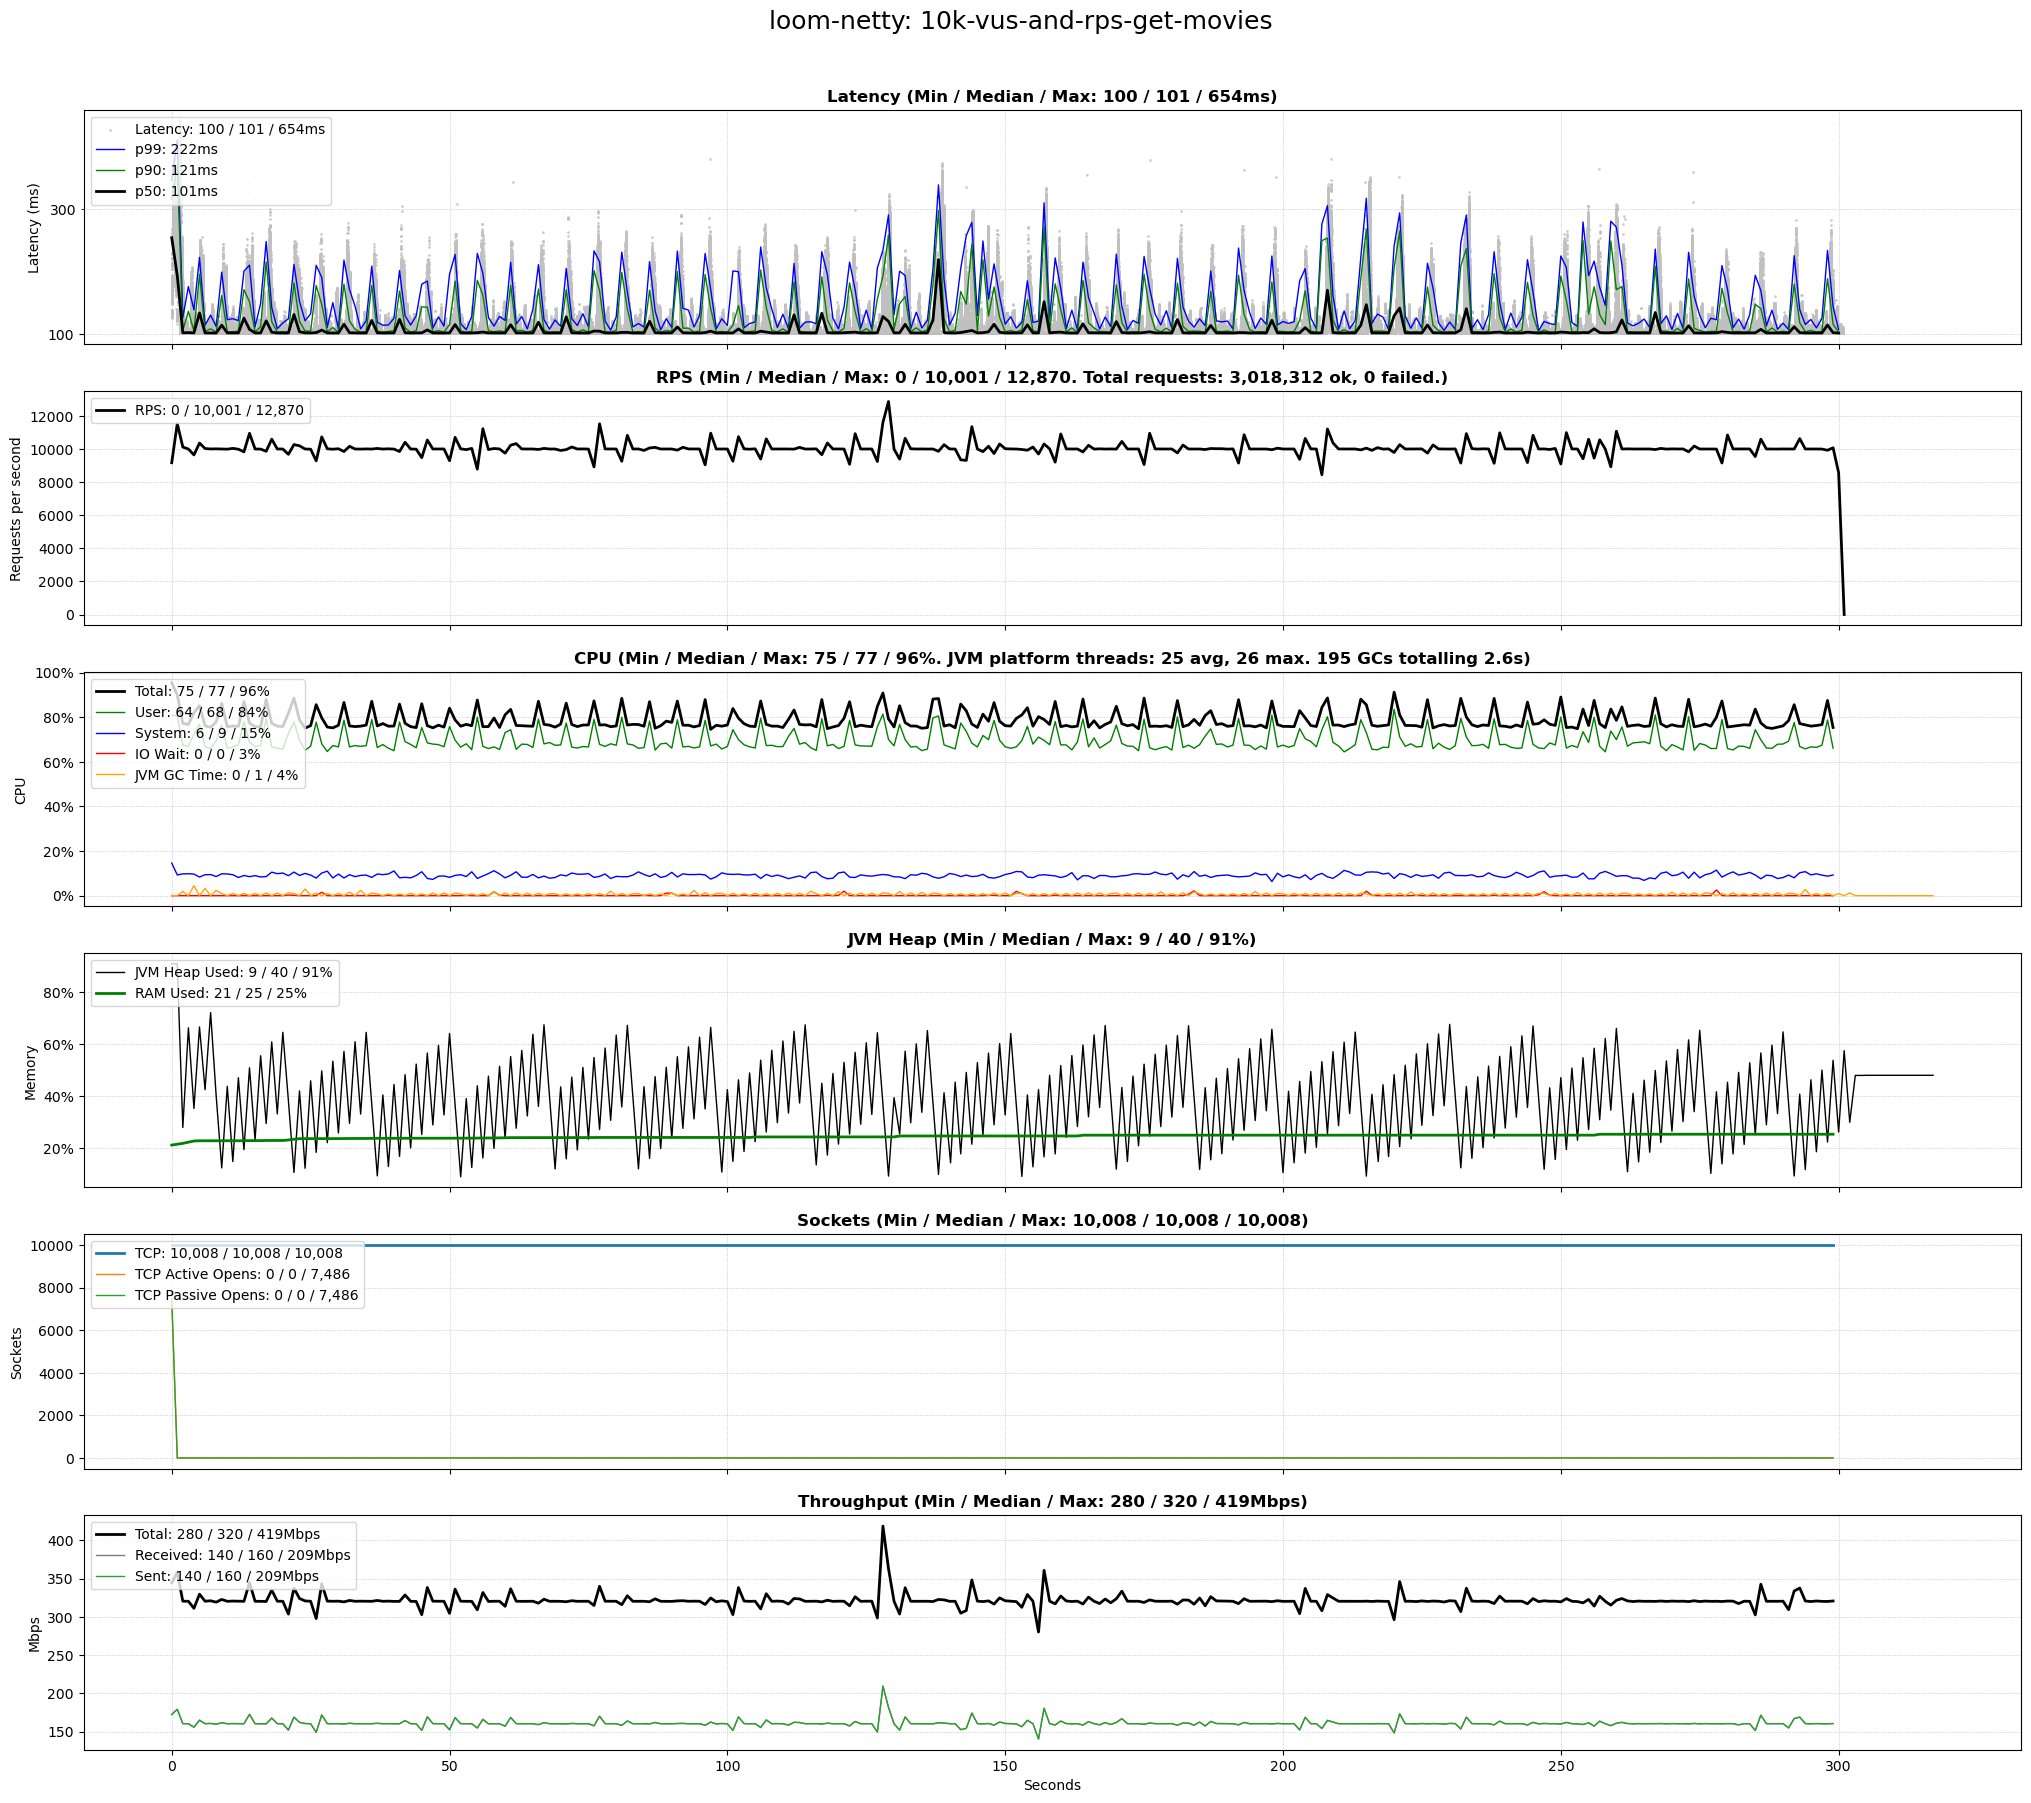 loom-netty: 10k-vus-and-rps-get-movies
Latency (Min / Median / Max: 100 / 101 / 654ms)
Latency: 100 / 101 / 654ms
p99: 222ms
p90: 121ms
p50: 101ms
Latency (ms)
300
100
RPS (Min / Median / Max: 0 / 10,001 / 12,870. Total requests: 3,018,312 ok, 0 failed.)
RPS: 0 / 10,001 / 12,870
Requests per second
12000
10000
8000
6000
4000
2000
0
CPU (Min / Median / Max: 75 / 77 / 96%. JVM platform threads: 25 avg, 26 max. 195 GCs totalling 2.6s)
Total: 75 / 77 / 96%
User: 64 / 68 / 84%
System: 6 / 9 / 15%
IO Wait: 0 / 0 / 3%
JVM GC Time: 0 / 1 / 4%
CPU
100%
80%
60%
40%
20%
0%
JVM Heap (Min / Median / Max: 9 / 40 / 91%)
JVM Heap Used: 9 / 40 / 91%
RAM Used: 21 / 25 / 25%
Memory
80%
60%
40%
20%
Sockets (Min / Median / Max: 10,008 / 10,008 / 10,008)
TCP: 10,008 / 10,008 / 10,008
TCP Active Opens: 0 / 0 / 7,486
TCP Passive Opens: 0 / 0 / 7,486
Sockets
10000
8000
6000
4000
2000
0
Throughput (Min / Median / Max: 280 / 320 / 419Mbps)
Total: 280 / 320 / 419Mbps
Received: 140 / 160 / 209Mbps
Sent: 140 / 160 / 209Mbps
Mbps
400
350
300
250
200
150
0 50 100 150 200 250 300
Seconds